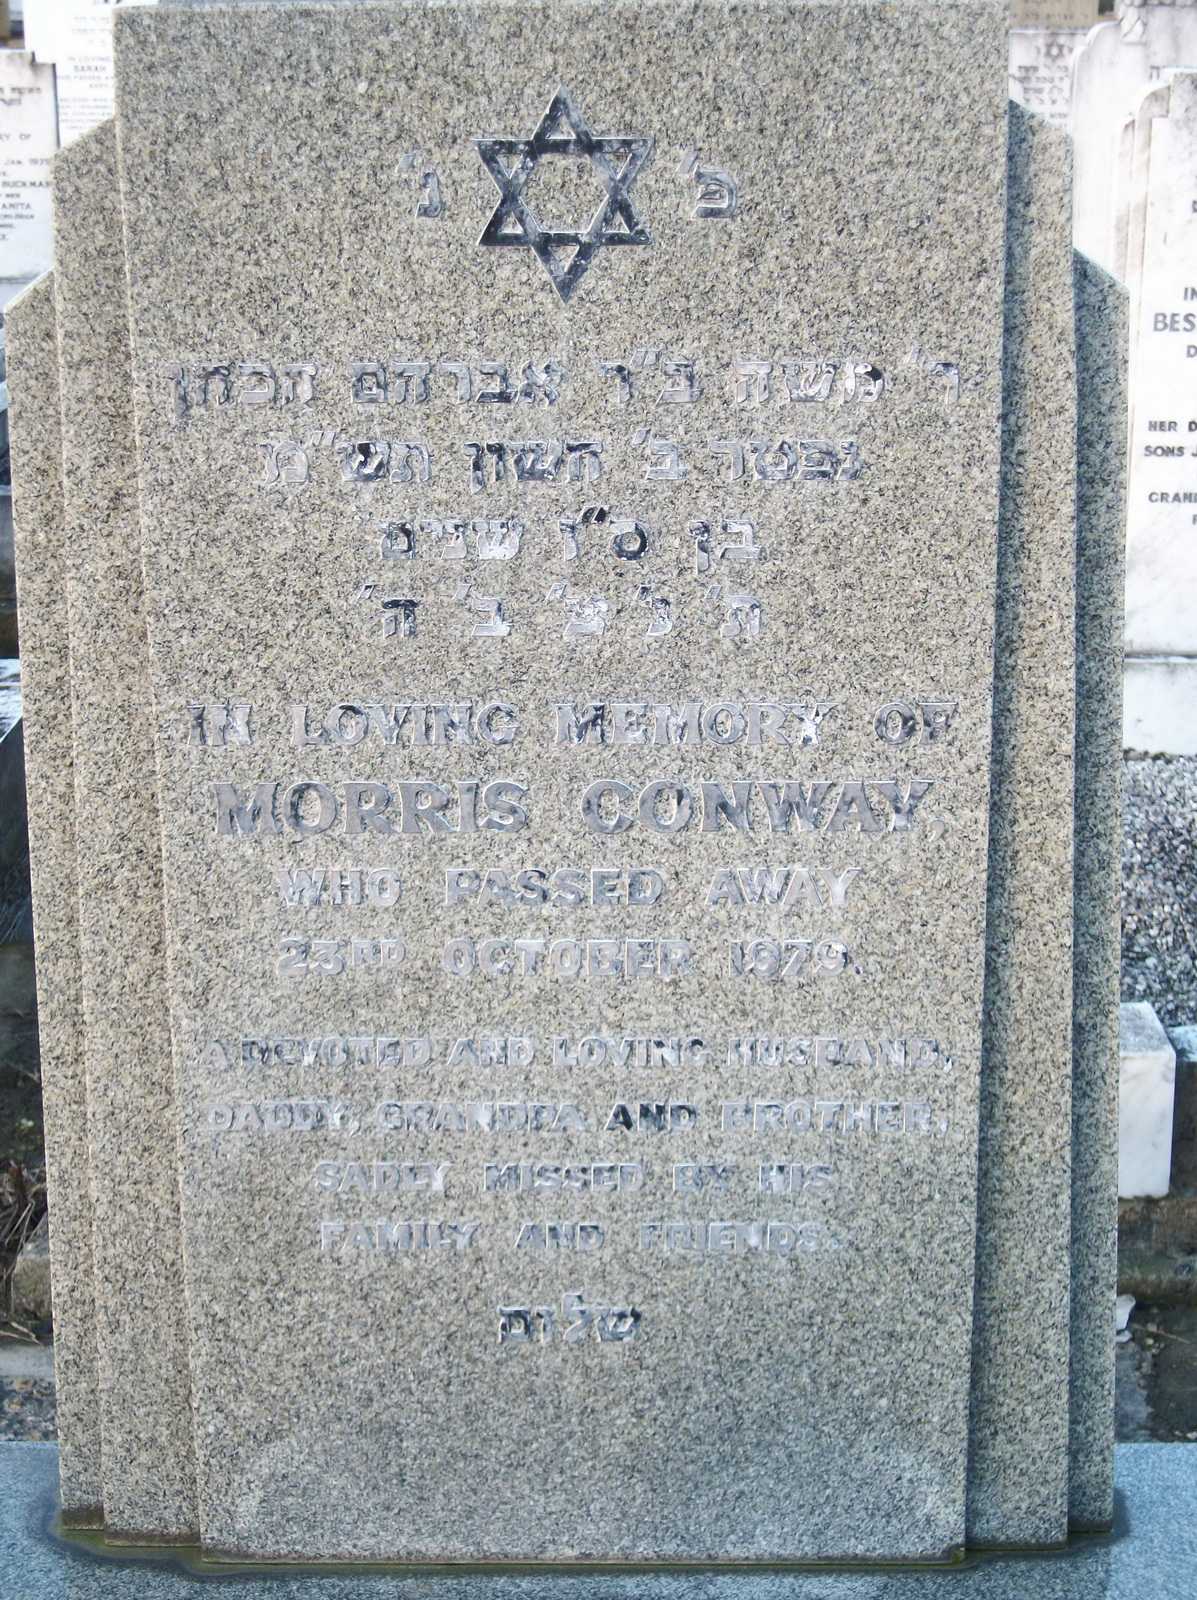 פ' נ'
ר' משה ב"ר אברהם הכהן
נפטר ב' חשון תש"מ
בן ס"ז שנים
ת' נ' צ' ב' ה'
IN LOVING MEMORY OF
MORRIS CONWAY,
WHO PASSED AWAY
23RD OCTOBER 1979.
A DEVOTED AND LOVING HUSBAND,
DADDY, GRANDPA AND BROTHER,
SADLY MISSED BY HIS
FAMILY AND FRIENDS.
שלום